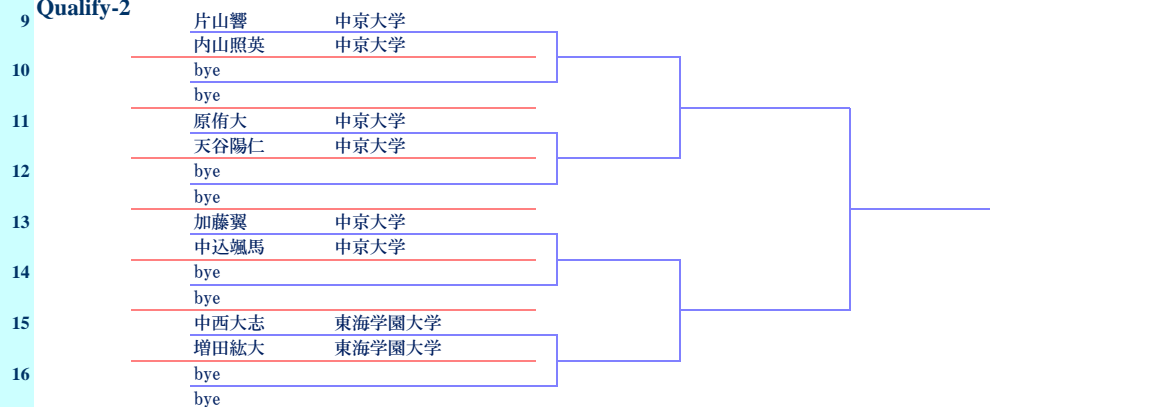 Qualify-2
9 片山響 中京大学
内山照英 中京大学
10 bye
bye
11 原侑大 中京大学
天谷陽仁 中京大学
12 bye
bye
13 加藤翼 中京大学
中込颯馬 中京大学
14 bye
bye
15 中西大志 東海学園大学
増田紘大 東海学園大学
16 bye
bye